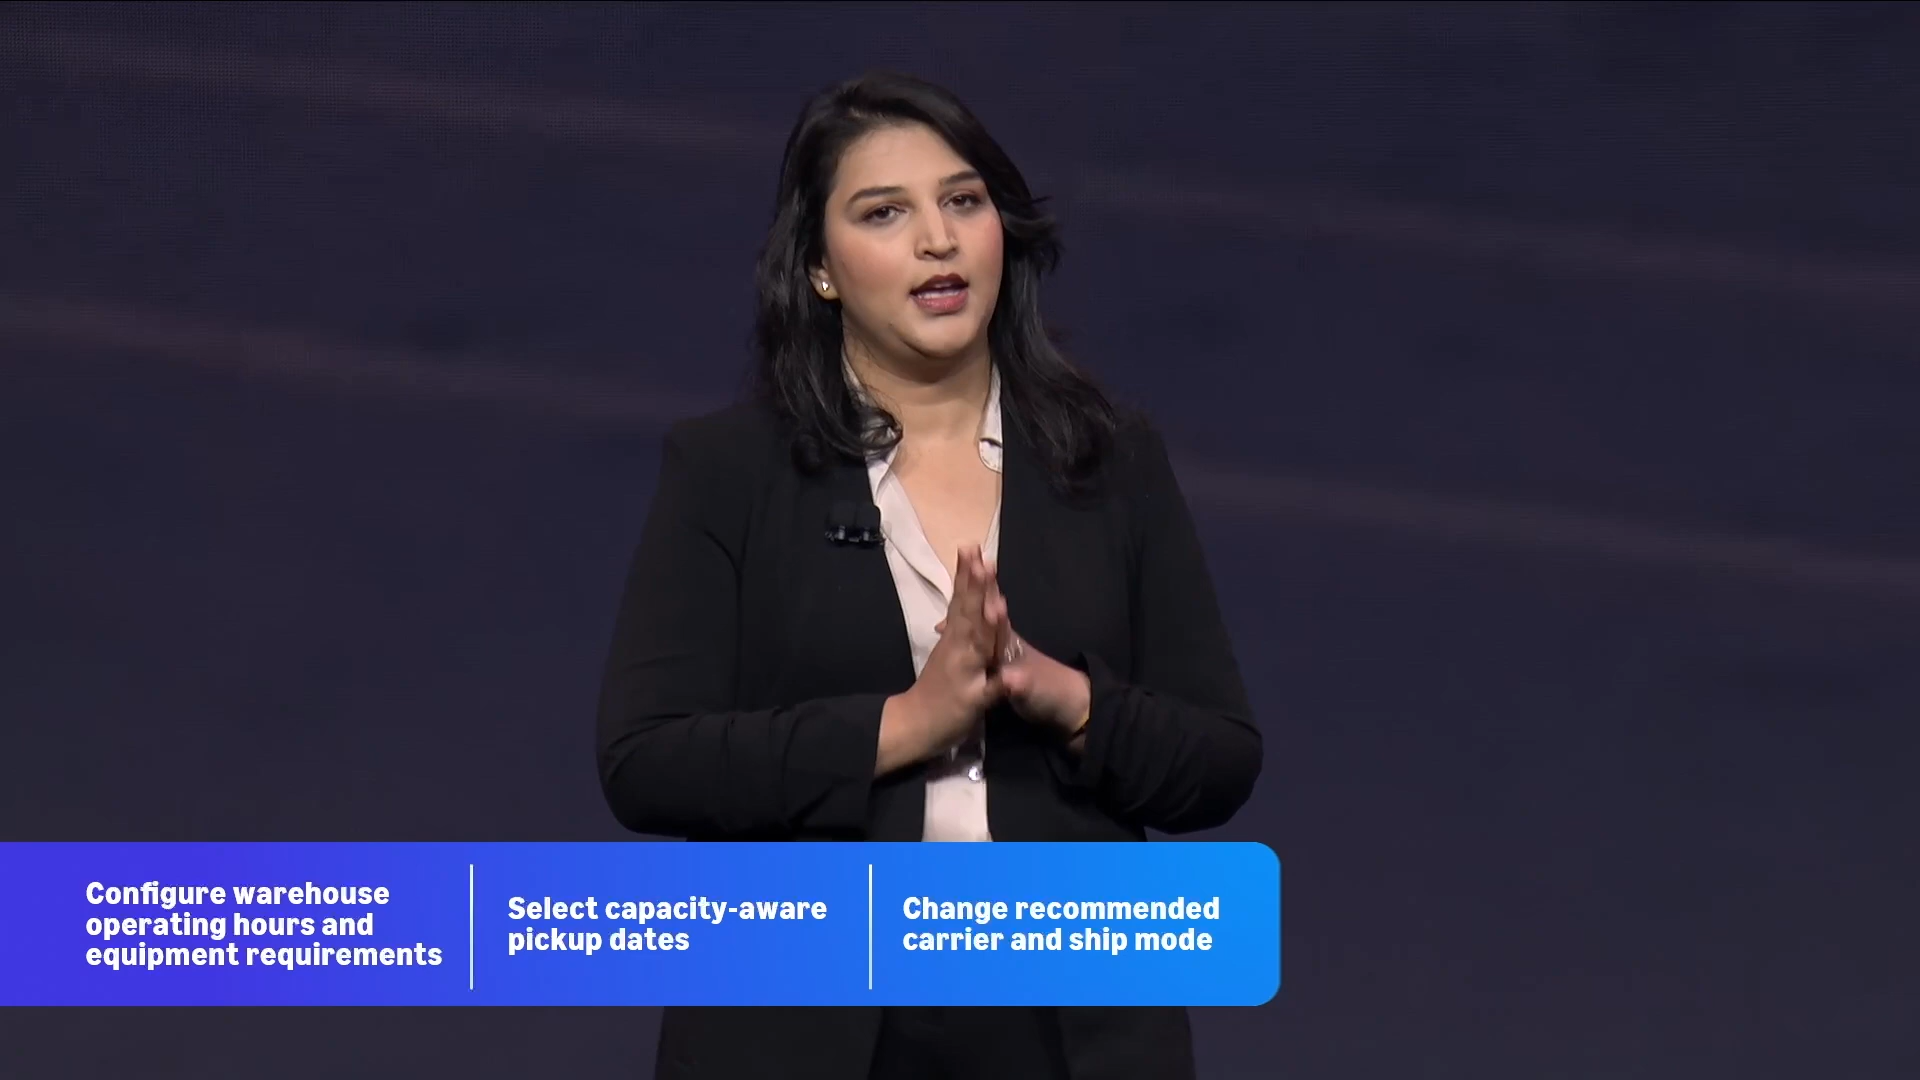 Configure warehouse
operating hours and
equipment requirements
Select capacity-aware
pickup dates
Change recommended
carrier and ship mode